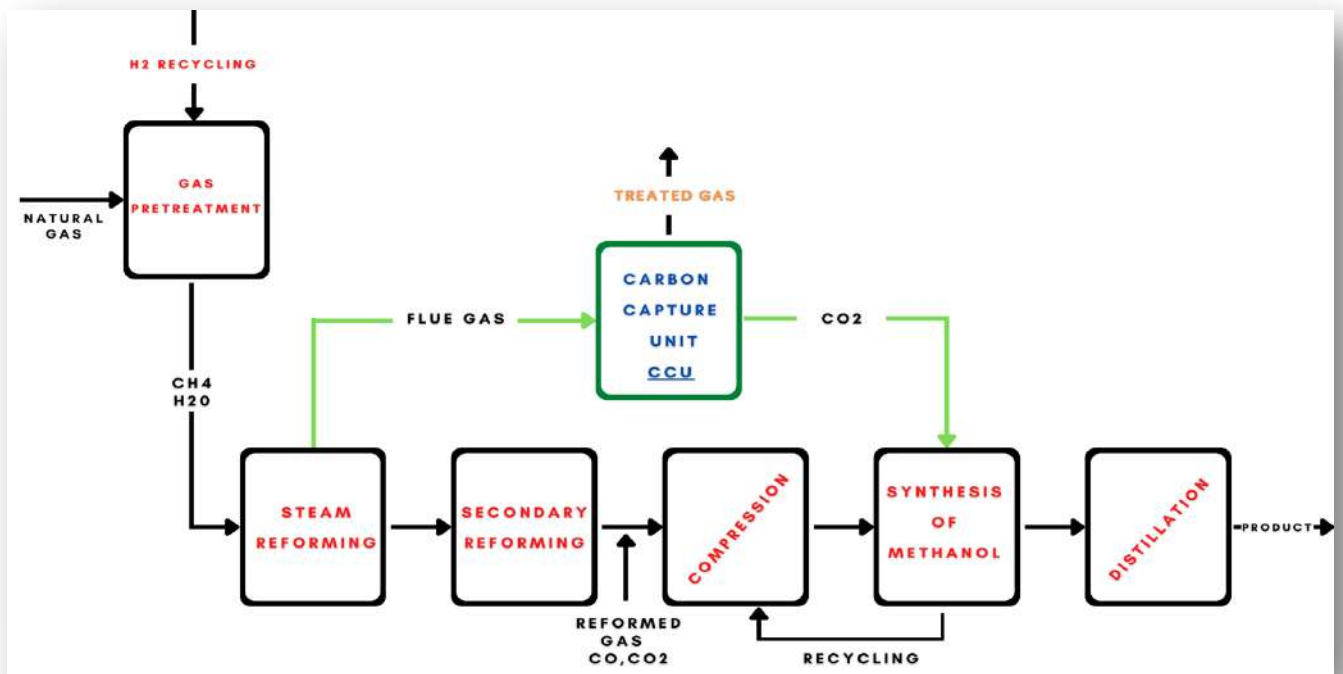 H2 RECYCLING
GAS
PRETREATMENT
NATURAL
GAS
TREATED GAS
CARBON
CAPTURE
UNIT
CCU
FLUE GAS
CO2
CH4
H20
STEAM
REFORMING
SECONDARY
REFORMING
COMPRESSION
SYNTHESIS
OF
METHANOL
DISTILLATION
PRODUCT
REFORMED
GAS
CO,CO2
RECYCLING